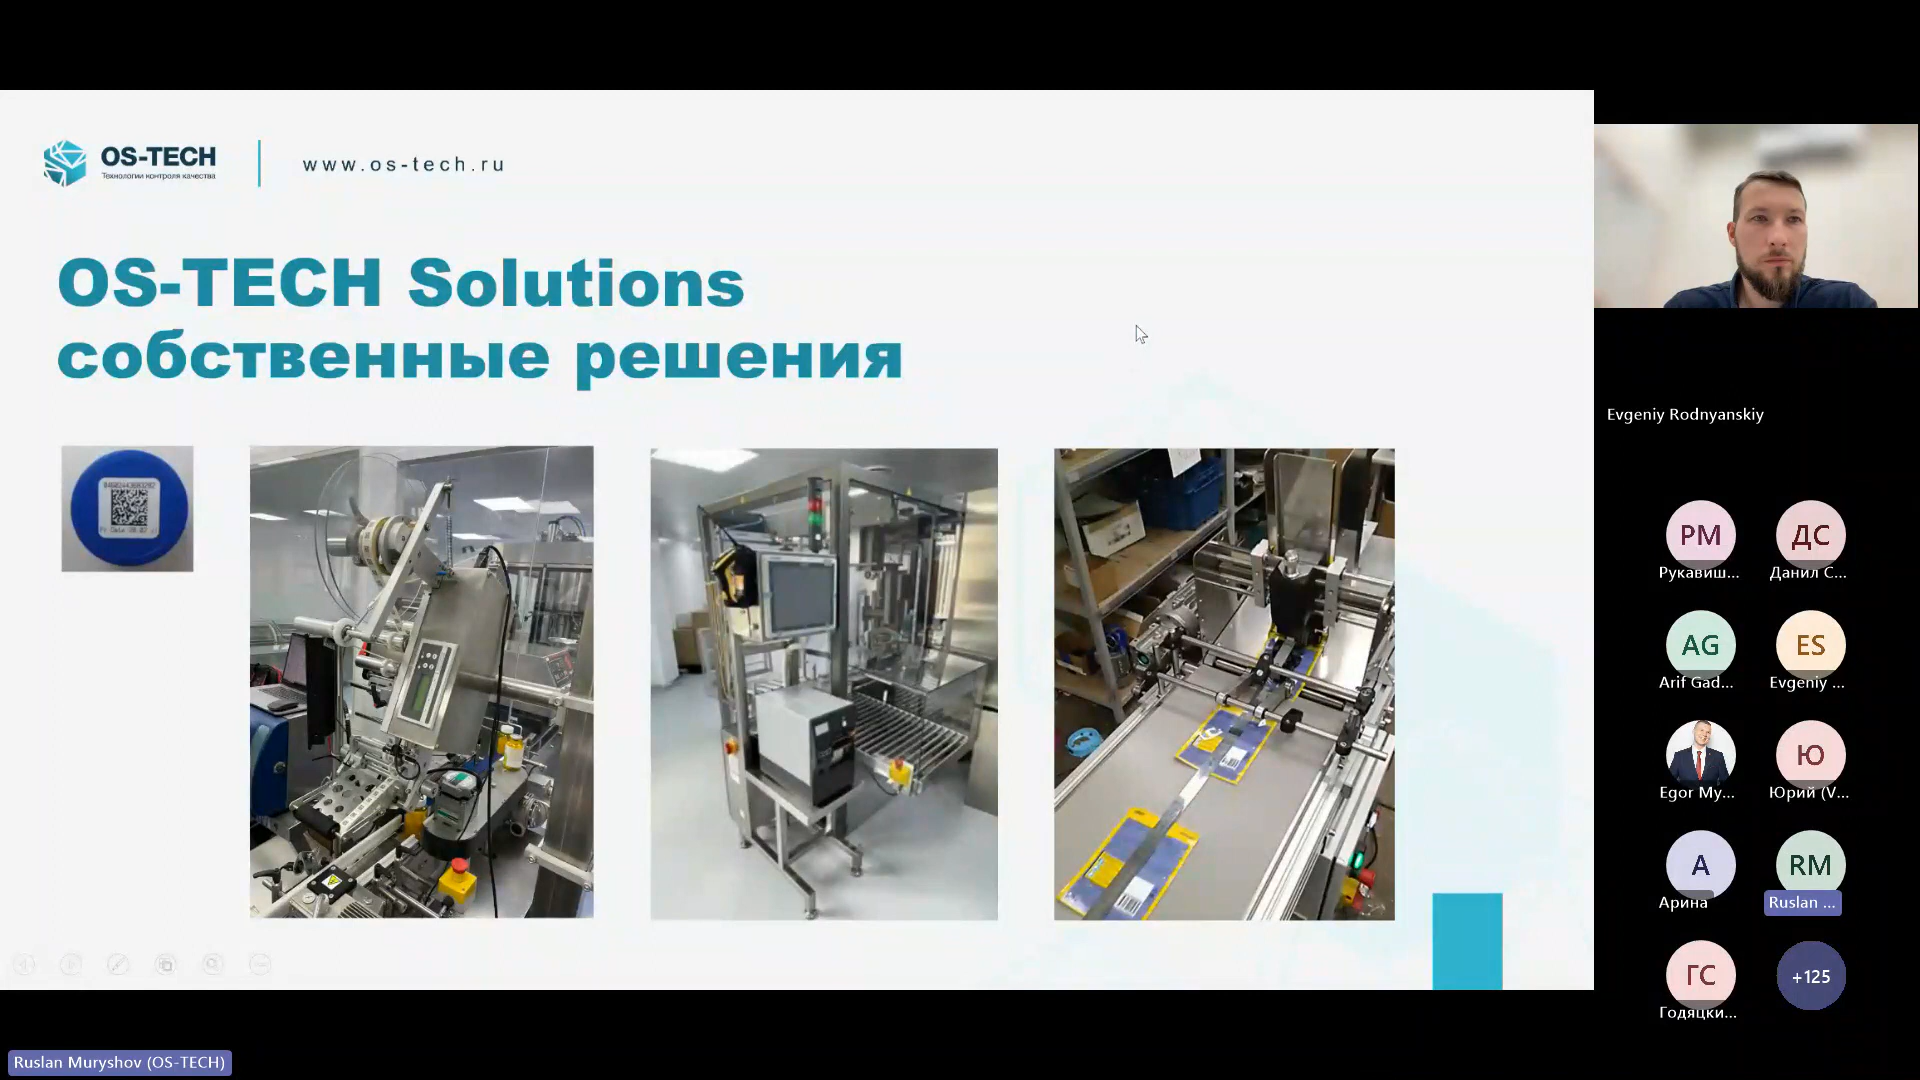 OS-TECH
Технологии контроля качества
www.os-tech.ru
OS-TECH Solutions
собственные решения
Evgeniy Rodnyanskiy
РМ
ДС
Рукавиш...
Данил С...
AG
ES
Arif Gad...
Evgeniy ...
Ю
Egor My...
Юрий (V...
А
RM
Арина
Ruslan ...
ГС
+125
Годяцки...
Ruslan Muryshov (OS-TECH)